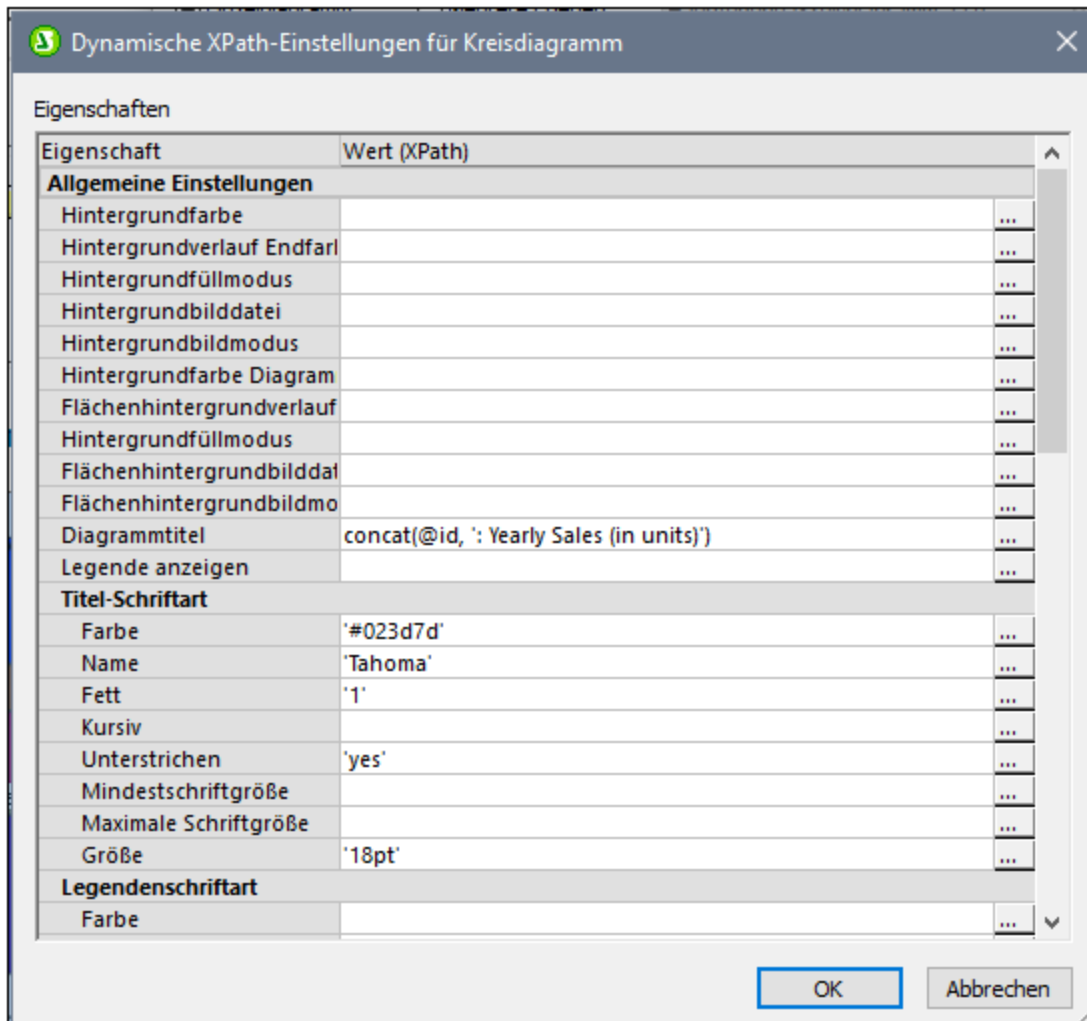 Dynamische XPath-Einstellungen für Kreisdiagramm
Eigenschaften
Eigenschaft Wert (XPath)
Allgemeine Einstellungen
Hintergrundfarbe ...
Hintergrundverlauf Endfarl ...
Hintergrundfüllmodus ...
Hintergrundbilddatei ...
Hintergrundbildmodus ...
Hintergrundfarbe Diagram ...
Flächenhintergrundverlauf ...
Hintergrundfüllmodus ...
Flächenhintergrundbilddat ...
Flächenhintergrundbildmo ...
Diagrammtitel concat(@id, ': Yearly Sales (in units)') ...
Legende anzeigen ...
Titel-Schriftart
Farbe '#023d7d' ...
Name 'Tahoma' ...
Fett '1' ...
Kursiv ...
Unterstrichen 'yes' ...
Mindestschriftgröße ...
Maximale Schriftgröße ...
Größe '18pt' ...
Legendenschriftart
Farbe ...
OK Abbrechen